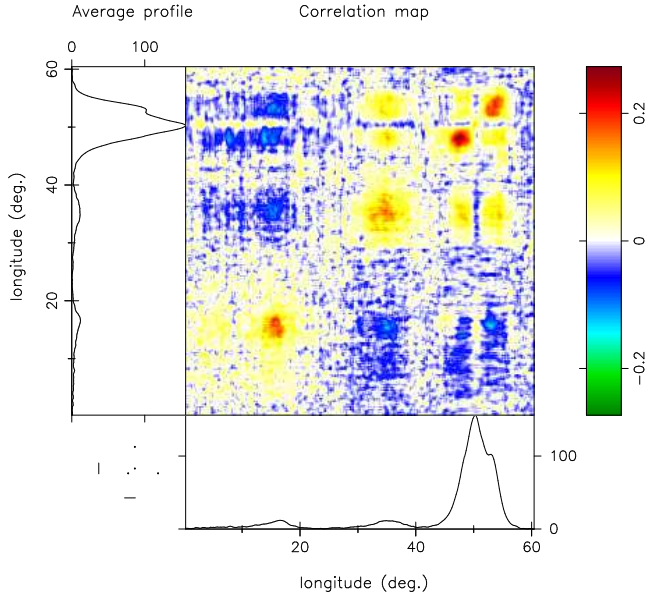 Average profile
Correlation map
0 100
60
40
20
longitude (deg.)
0.2
0
−0.2
100
0
20 40 60
longitude (deg.)